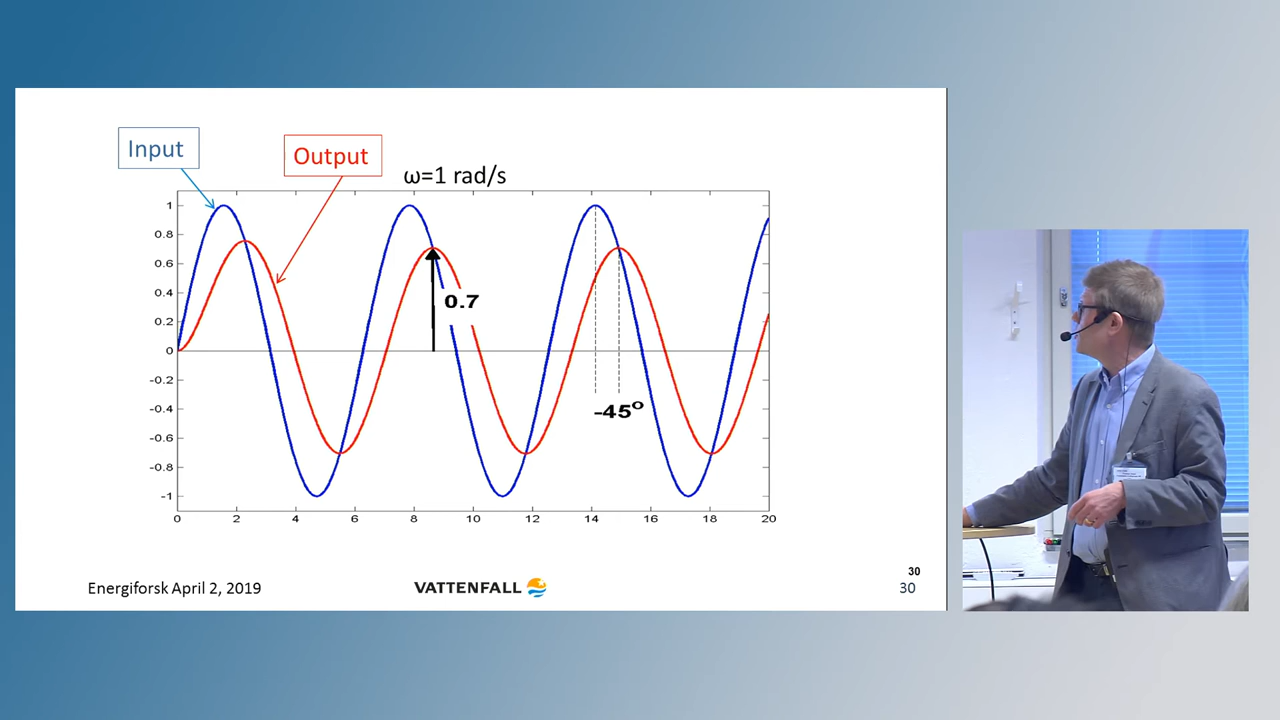 Input
Output
ω=1 rad/s
1
0.8
0.6
0.4
0.2
0
-0.2
-0.4
-0.6
-0.8
-1
0.7
-45º
0 2 4 6 8 10 12 14 16 18 20
30
Energiforsk April 2, 2019 VATTENFALL 30